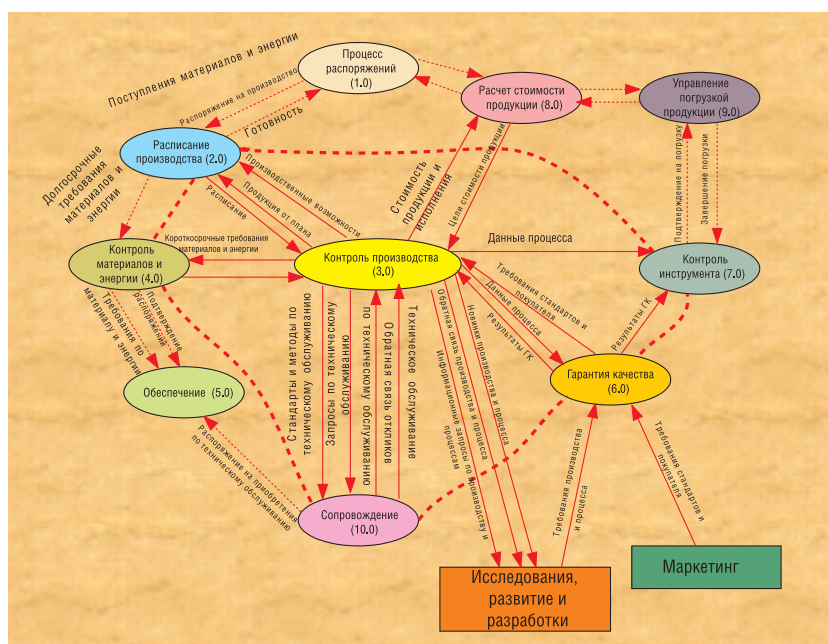 Процесс
распоряжений
(1.0)
Поступления материалов и энергии
Распоряжение на производство
Готовность
Расчет стоимости
продукции (8.0)
Управление
погрузкой
продукции (9.0)
Расписание
производства (2.0)
Долгосрочные
требования
материалов и
энергии
Производственные возможности
Продукция от плана
Расписание
Стоимость
продукции и
исполнения
Цели стоимости продукции
Подтверждение на погрузку
Завершение погрузки
Данные процесса
Контроль
материалов и
энергии (4.0)
Короткосрочные требования
материалов и энергии
Контроль производства
(3.0)
Контроль
инструмента (7.0)
Требования стандартов и
покупателя
Данные процесса
Результаты ГК
Результаты ГК
Подтверждение
распоряжений
Требования по
материалу и энергии
Обеспечение (5.0)
Гарантия качества
(6.0)
Стандарты и методы по
техническому обслуживанию
Запросы по техническому
обслуживанию
Обратная связь откликов
по техническому обслуживанию
Техническое обслуживание
Новинки производства и процесса
Обратная связь производства и процесса
Информационные запросы по производству и
процессам
Распоряжение на приобретения
по техническому обслуживанию
Сопровождение
(10.0)
Требования производства
и процесса
Требования стандартов и
покупателя
Исследования,
развитие и
разработки
Маркетинг